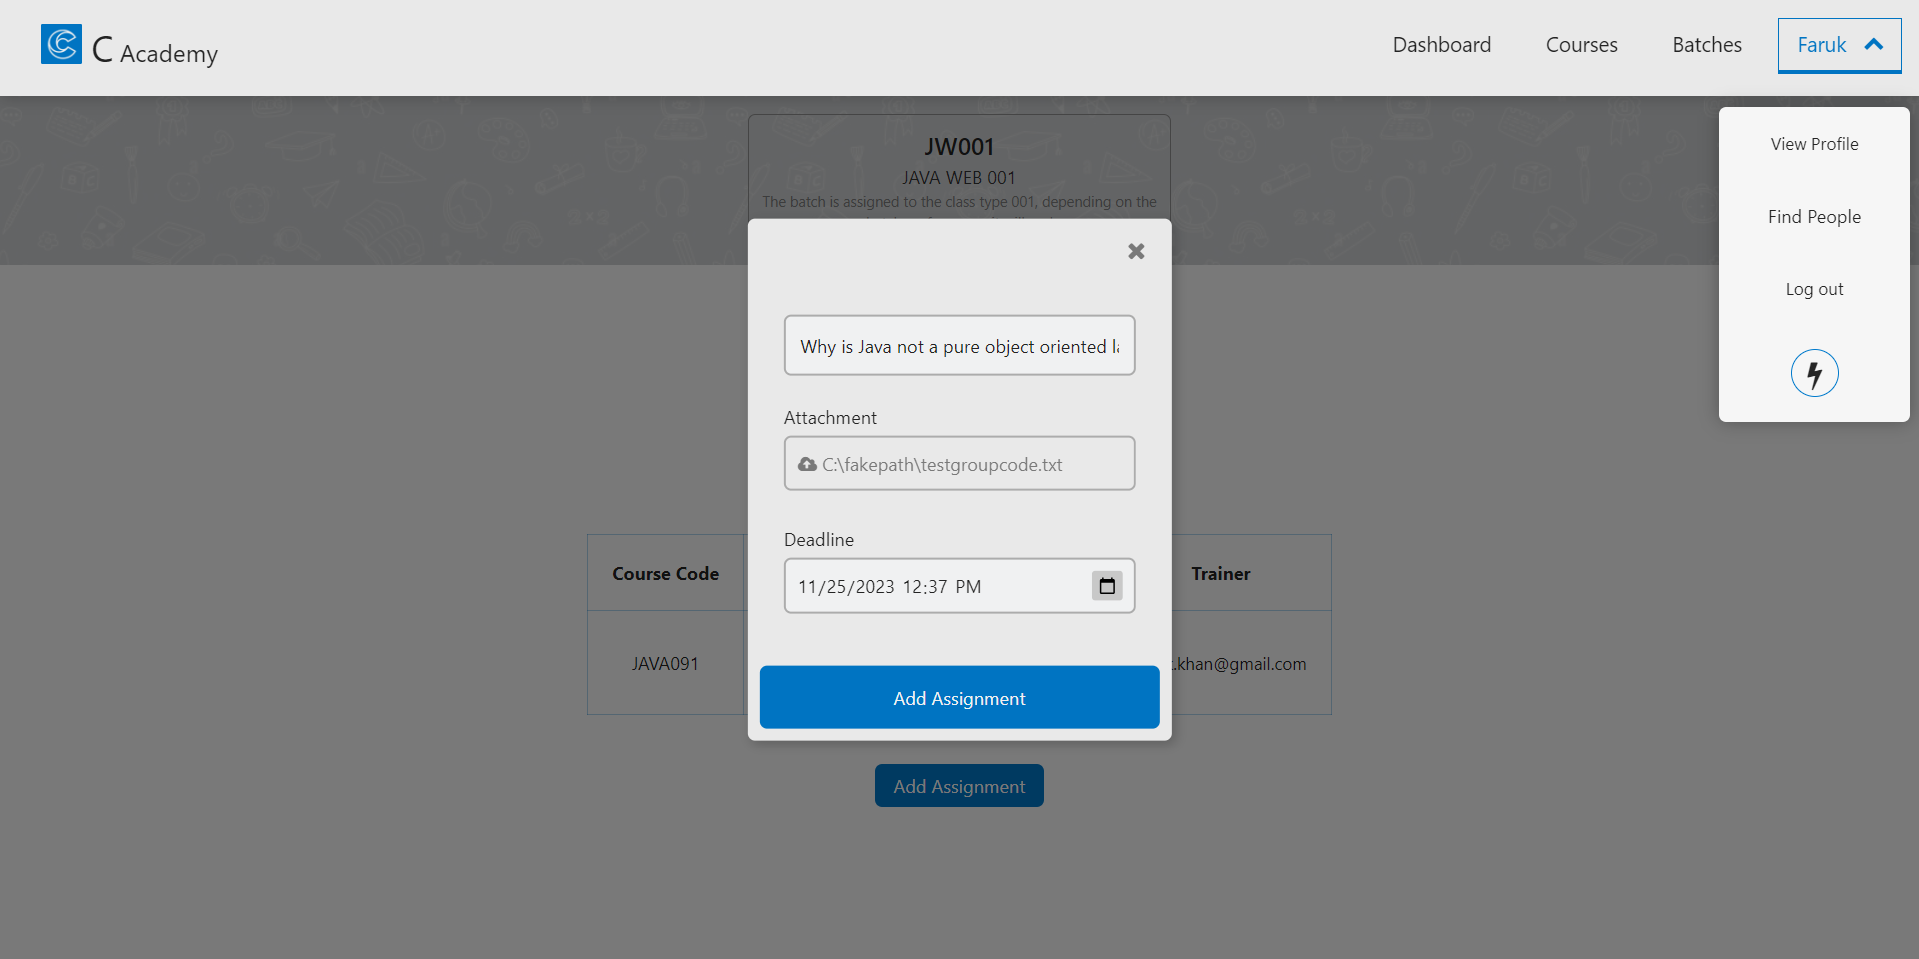 C Academy
Dashboard
Courses
Batches
Faruk
View Profile
Find People
Log out
JW001
JAVA WEB 001
The batch is assigned to the class type 001, depending on the
Why is Java not a pure object oriented
Attachment
C:\fakepath\testgroupcode.txt
Deadline
11/25/2023 12:37 PM
Add Assignment
Course Code
Trainer
JAVA091
.khan@gmail.com
Add Assignment